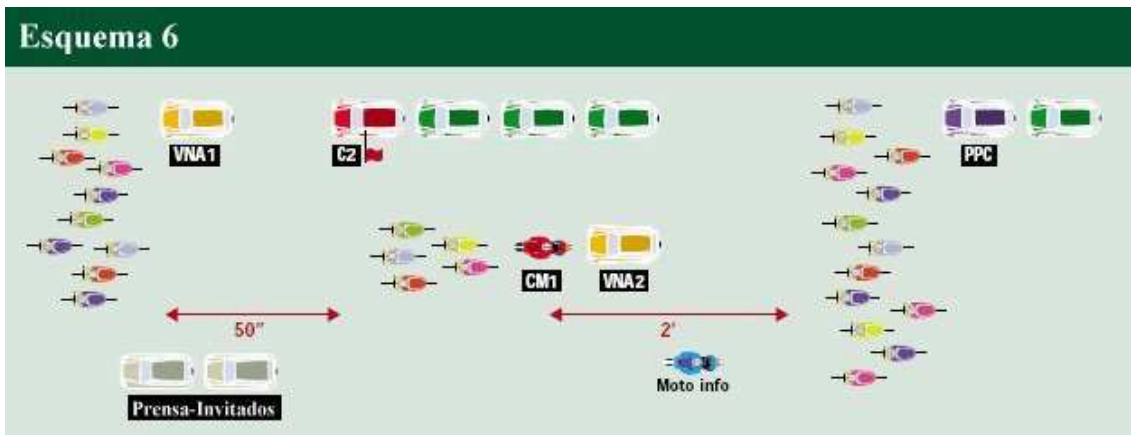 Esquema 6
VNA1
C2
PPC
CM1
VNA2
50"
2'
Moto info
Prensa-Invitados